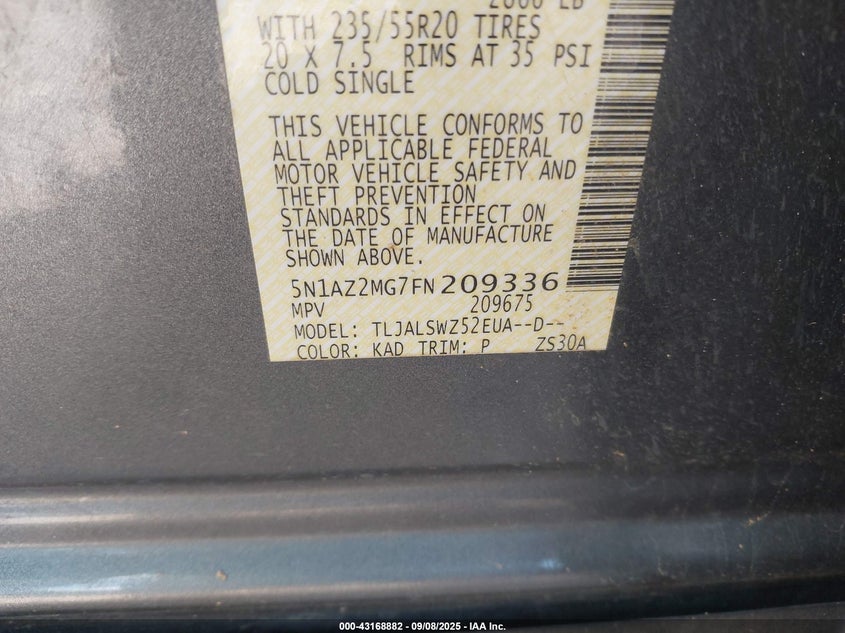 2000 LB
WITH 235/55R20 TIRES
20 X 7.5 RIMS AT 35 PSI
COLD SINGLE
THIS VEHICLE CONFORMS TO
ALL APPLICABLE FEDERAL
MOTOR VEHICLE SAFETY AND
THEFT PREVENTION
STANDARDS IN EFFECT ON
THE DATE OF MANUFACTURE
SHOWN ABOVE.
5N1AZ2MG7FN209336
MPV 209675
MODEL: TLJALSWZ52EUA--D--
COLOR: KAD TRIM: P ZS30A
000-43168882 - 09/08/2025 - IAA Inc.